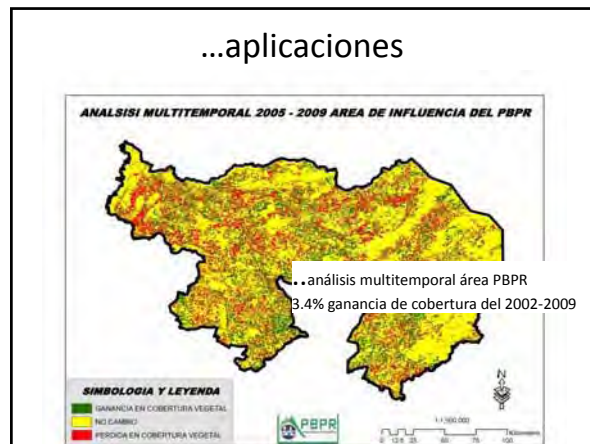 ...aplicaciones
ANALSISI MULTITEMPORAL 2005 - 2009 AREA DE INFLUENCIA DEL PBPR
..análisis multitemporal área PBPR
3.4% ganancia de cobertura del 2002-2009
SIMBOLOGIA Y LEYENDA
GANANCIA EN COBERTURA VEGETAL
NO CAMBIO
PERDIDA EN COBERTURA VEGETAL
PBPR
N